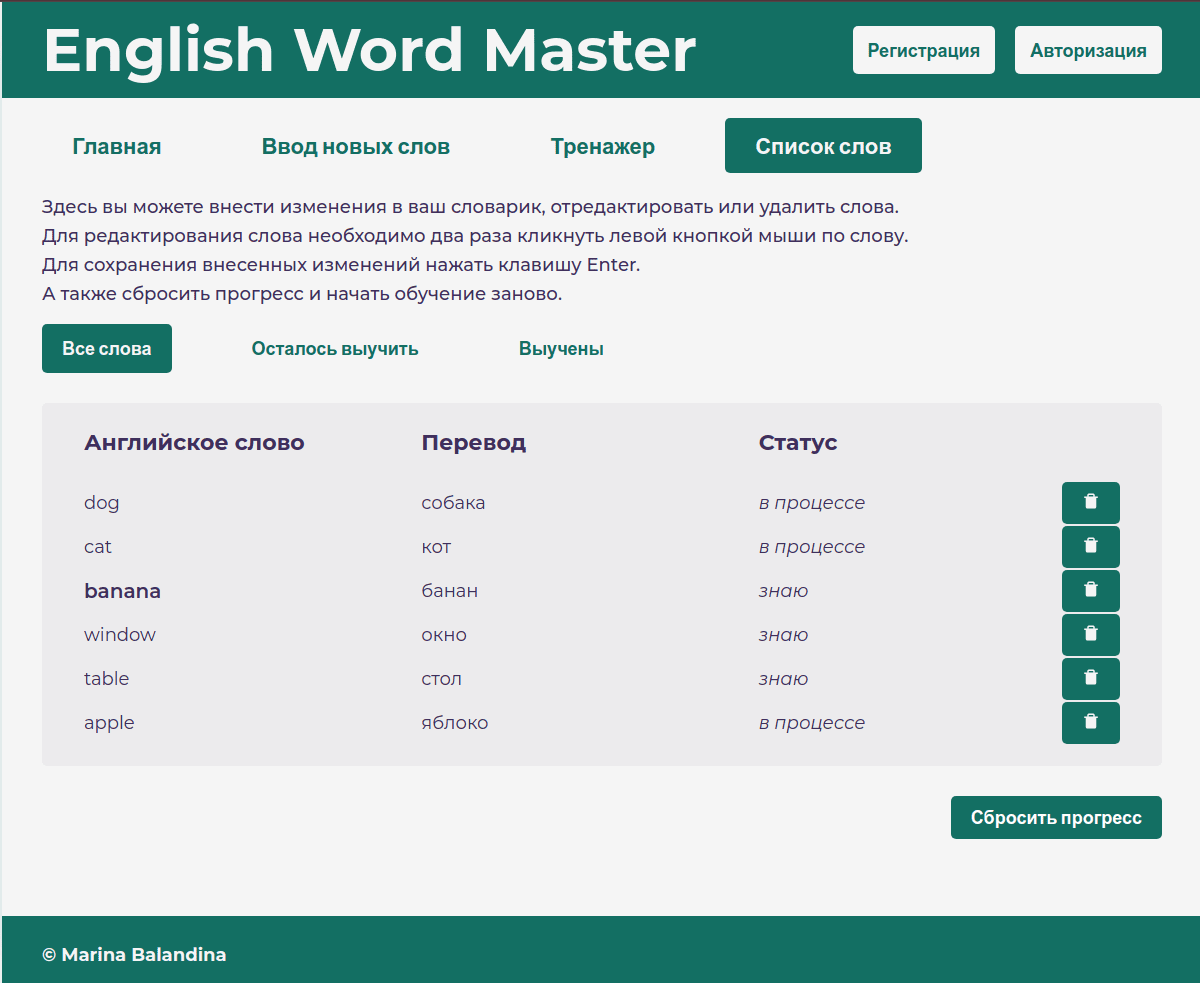 English Word Master
Регистрация
Авторизация
Главная
Ввод новых слов
Тренажер
Список слов
Здесь вы можете внести изменения в ваш словарик, отредактировать или удалить слова.
Для редактирования слова необходимо два раза кликнуть левой кнопкой мыши по слову.
Для сохранения внесенных изменений нажать клавишу Enter.
А также сбросить прогресс и начать обучение заново.
Все слова
Осталось выучить
Выучены
Английское слово Перевод Статус
dog собака в процессе
cat кот в процессе
banana банан знаю
window окно знаю
table стол знаю
apple яблоко в процессе
Сбросить прогресс
© Marina Balandina